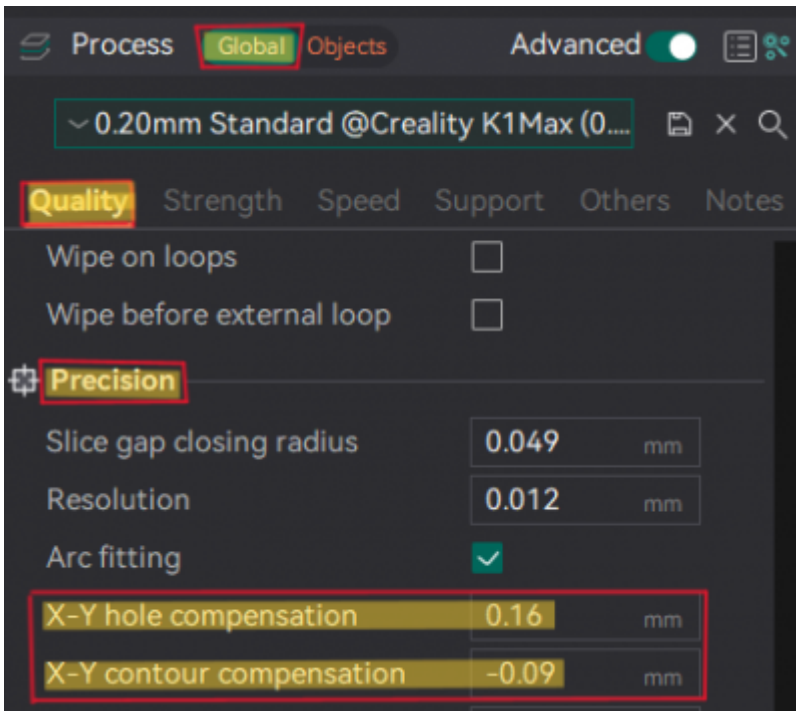 Process Global Objects Advanced
0.20mm Standard @Creality K1Max (0....
Quality Strength Speed Support Others Notes
Wipe on loops
Wipe before external loop
Precision
Slice gap closing radius 0.049 mm
Resolution 0.012 mm
Arc fitting
X-Y hole compensation 0.16 mm
X-Y contour compensation -0.09 mm